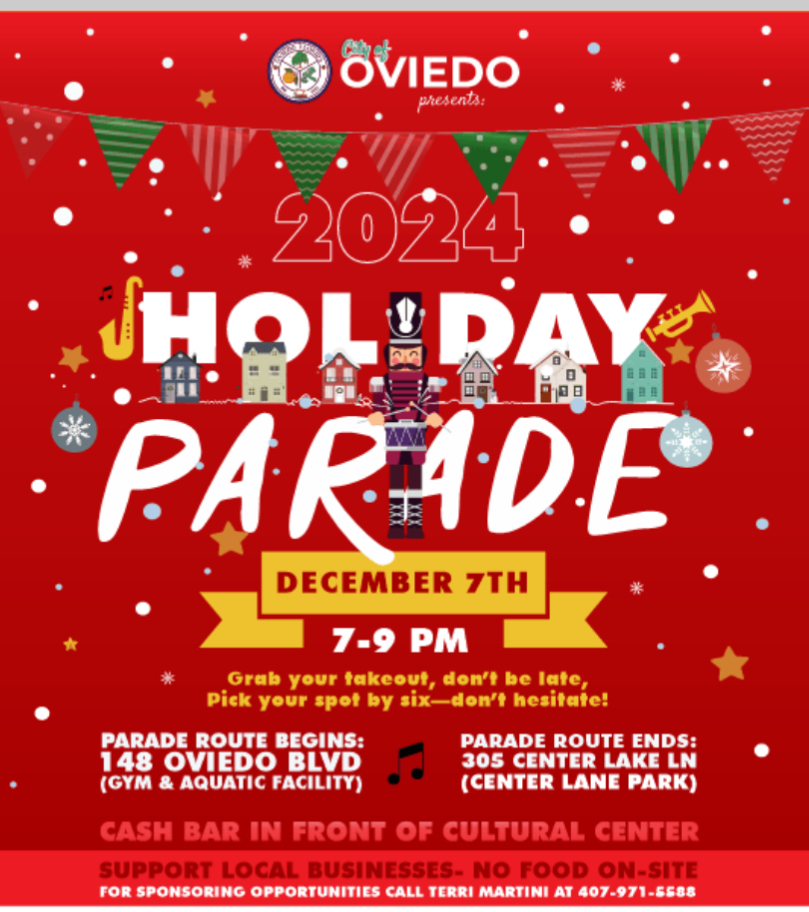 City of
OVIEDO
presents:
2024
HOLIDAY
PARADE
DECEMBER 7TH
7-9 PM
Grab your takeout, don't be late,
Pick your spot by six—don't hesitate!
PARADE ROUTE BEGINS:
148 OVIEDO BLVD
(GYM & AQUATIC FACILITY)
PARADE ROUTE ENDS:
305 CENTER LAKE LN
(CENTER LANE PARK)
CASH BAR IN FRONT OF CULTURAL CENTER
SUPPORT LOCAL BUSINESSES- NO FOOD ON-SITE
FOR SPONSORING OPPORTUNITIES CALL TERRI MARTINI AT 407-971-5588